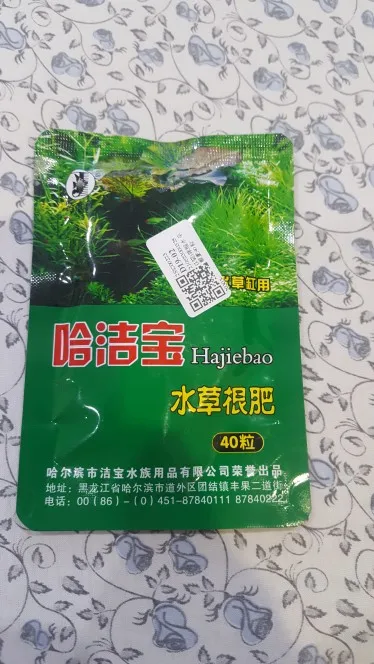 草缸用
哈洁宝 Hajiebao
水草根肥
40粒
哈尔滨市洁宝水族用品有限公司荣誉出品
地址：黑龙江省哈尔滨市道外区团结镇丰果二道街
电话：00（86）-（0）451-87840111 87840222